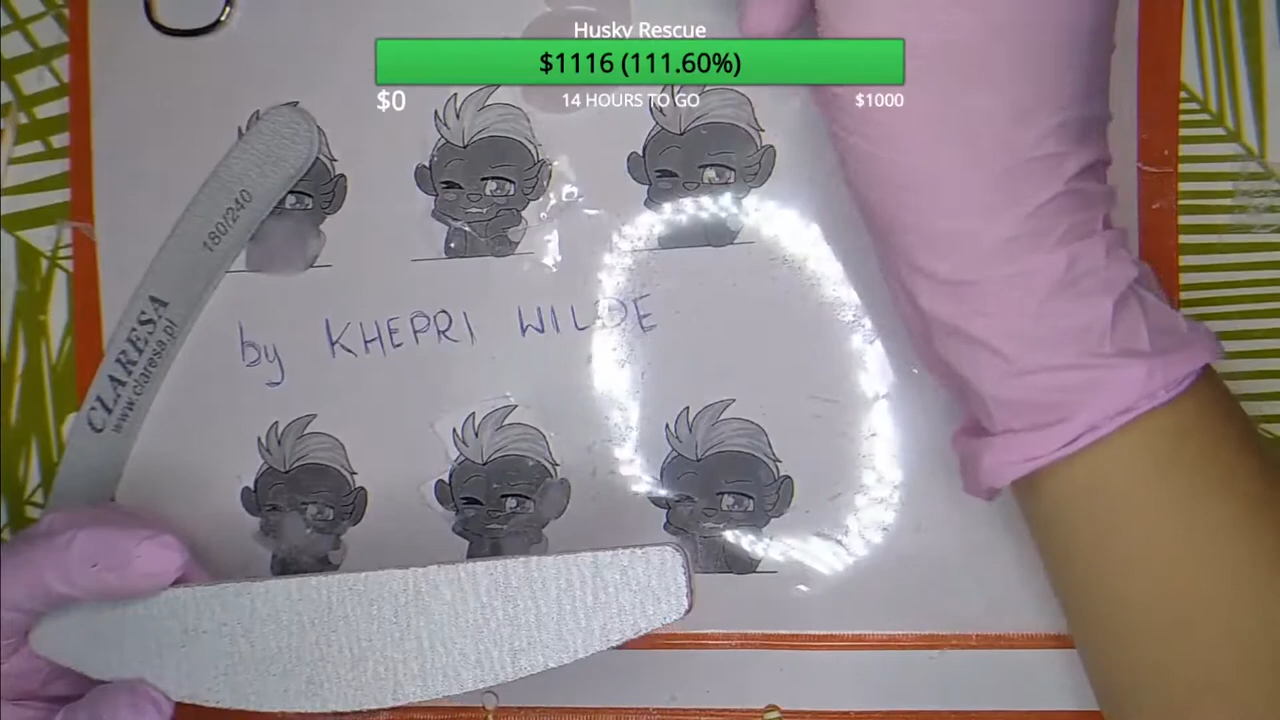 Husky Rescue
$1116 (111.60%)
$0
14 HOURS TO GO
$1000
180/240
CLARESA
www.claresa.pl
by KHEPRI WILDE